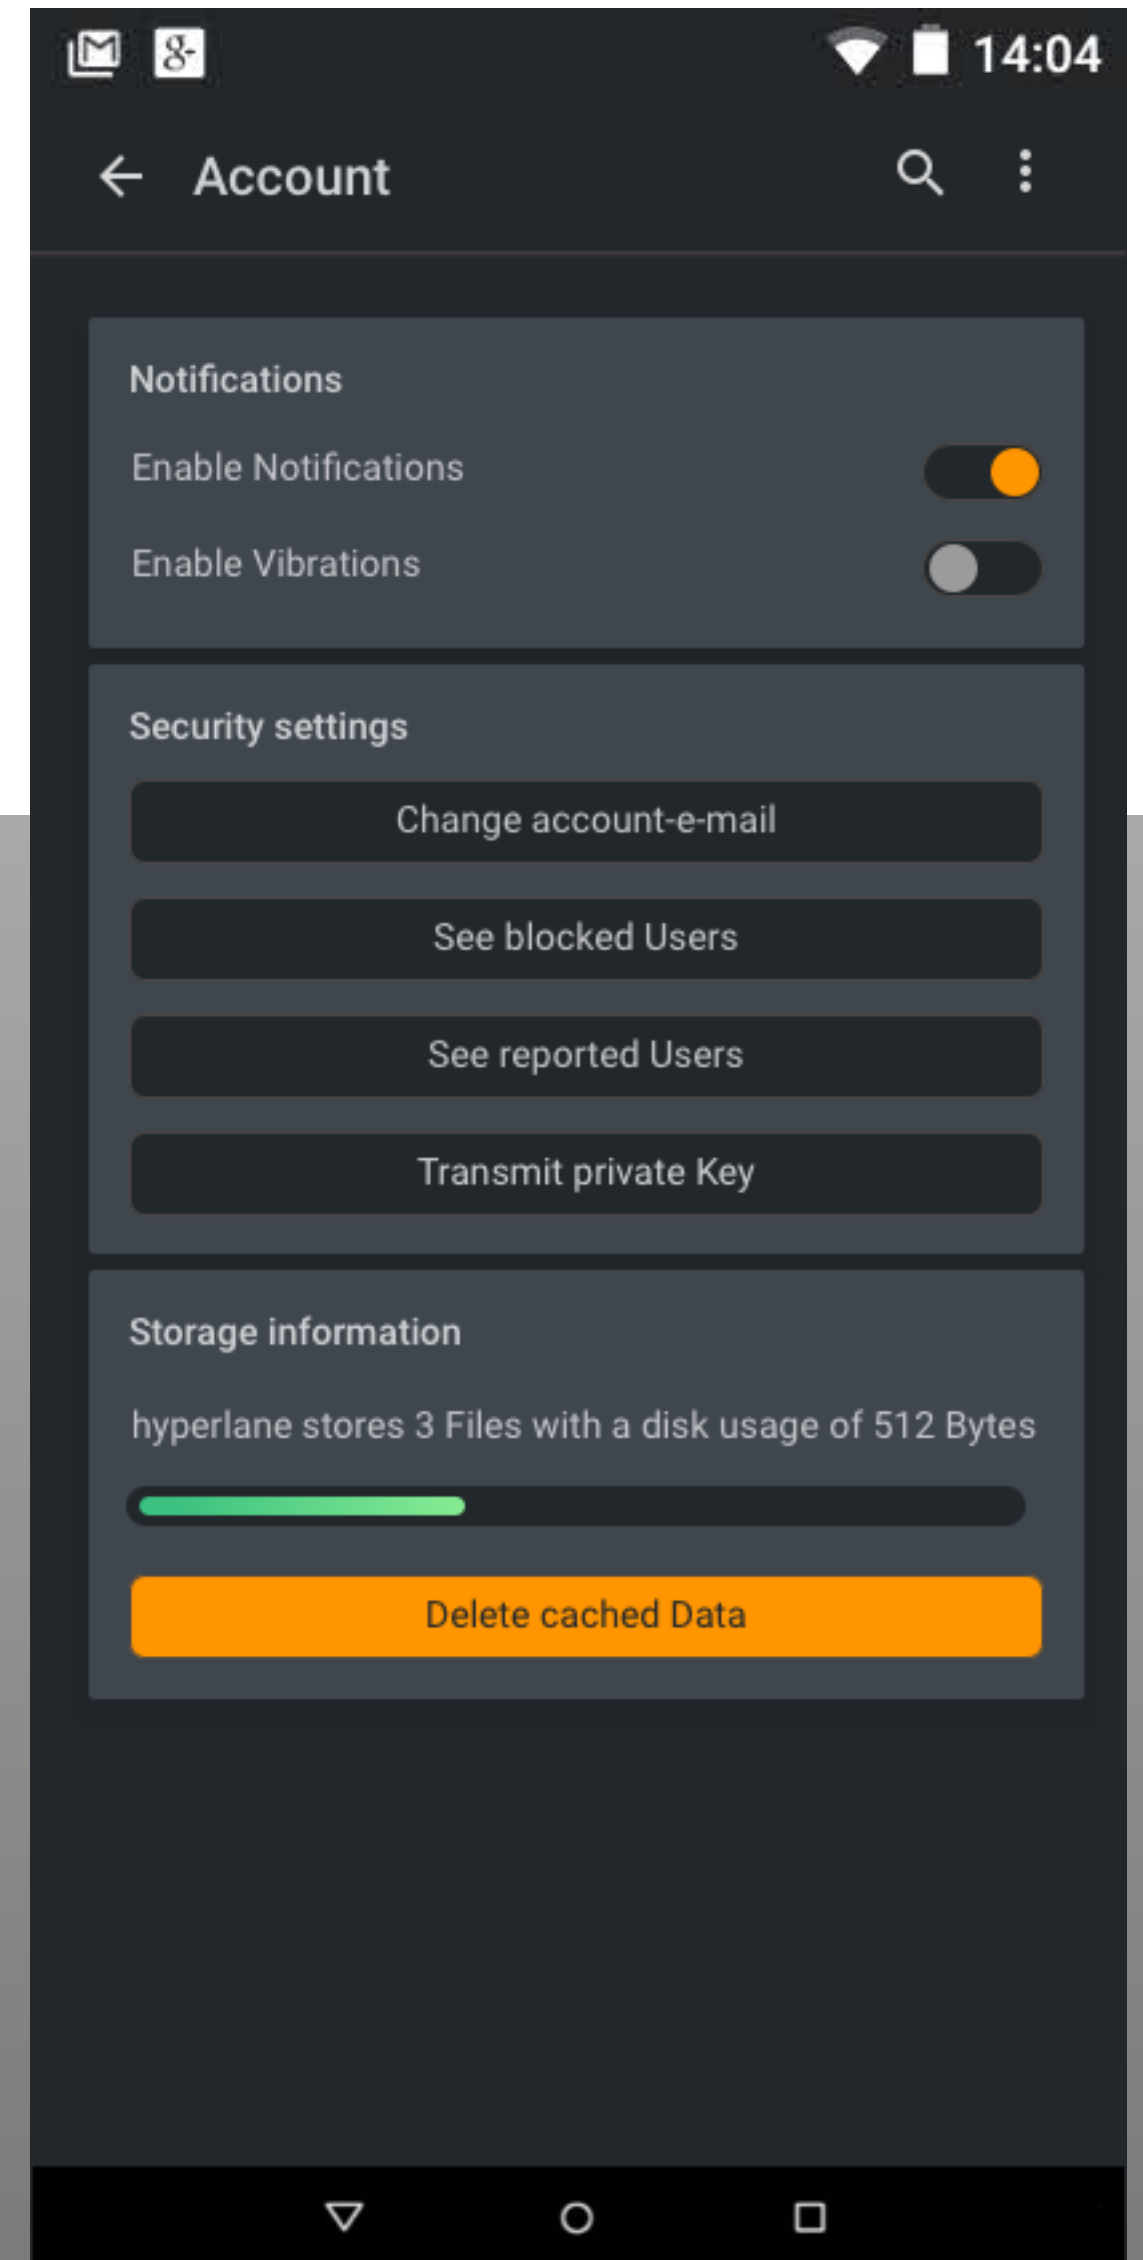 14:04
Account
Notifications
Enable Notifications
Enable Vibrations
Security settings
Change account-e-mail
See blocked Users
See reported Users
Transmit private Key
Storage information
hyperlane stores 3 Files with a disk usage of 512 Bytes
Delete cached Data